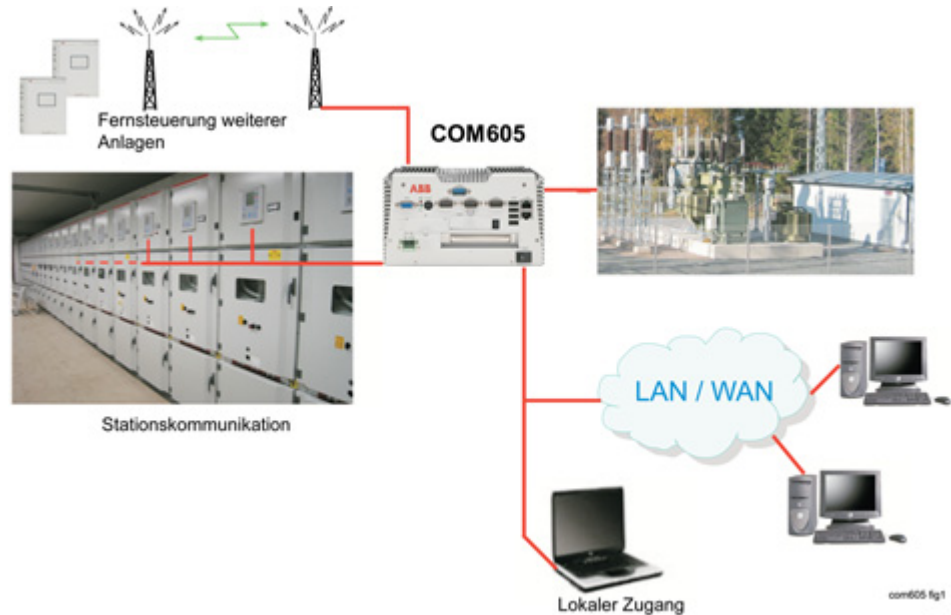 Fernsteuerung weiterer
Anlagen
COM605
ABB
Stationskommunikation
LAN / WAN
Lokaler Zugang
com605 fig1